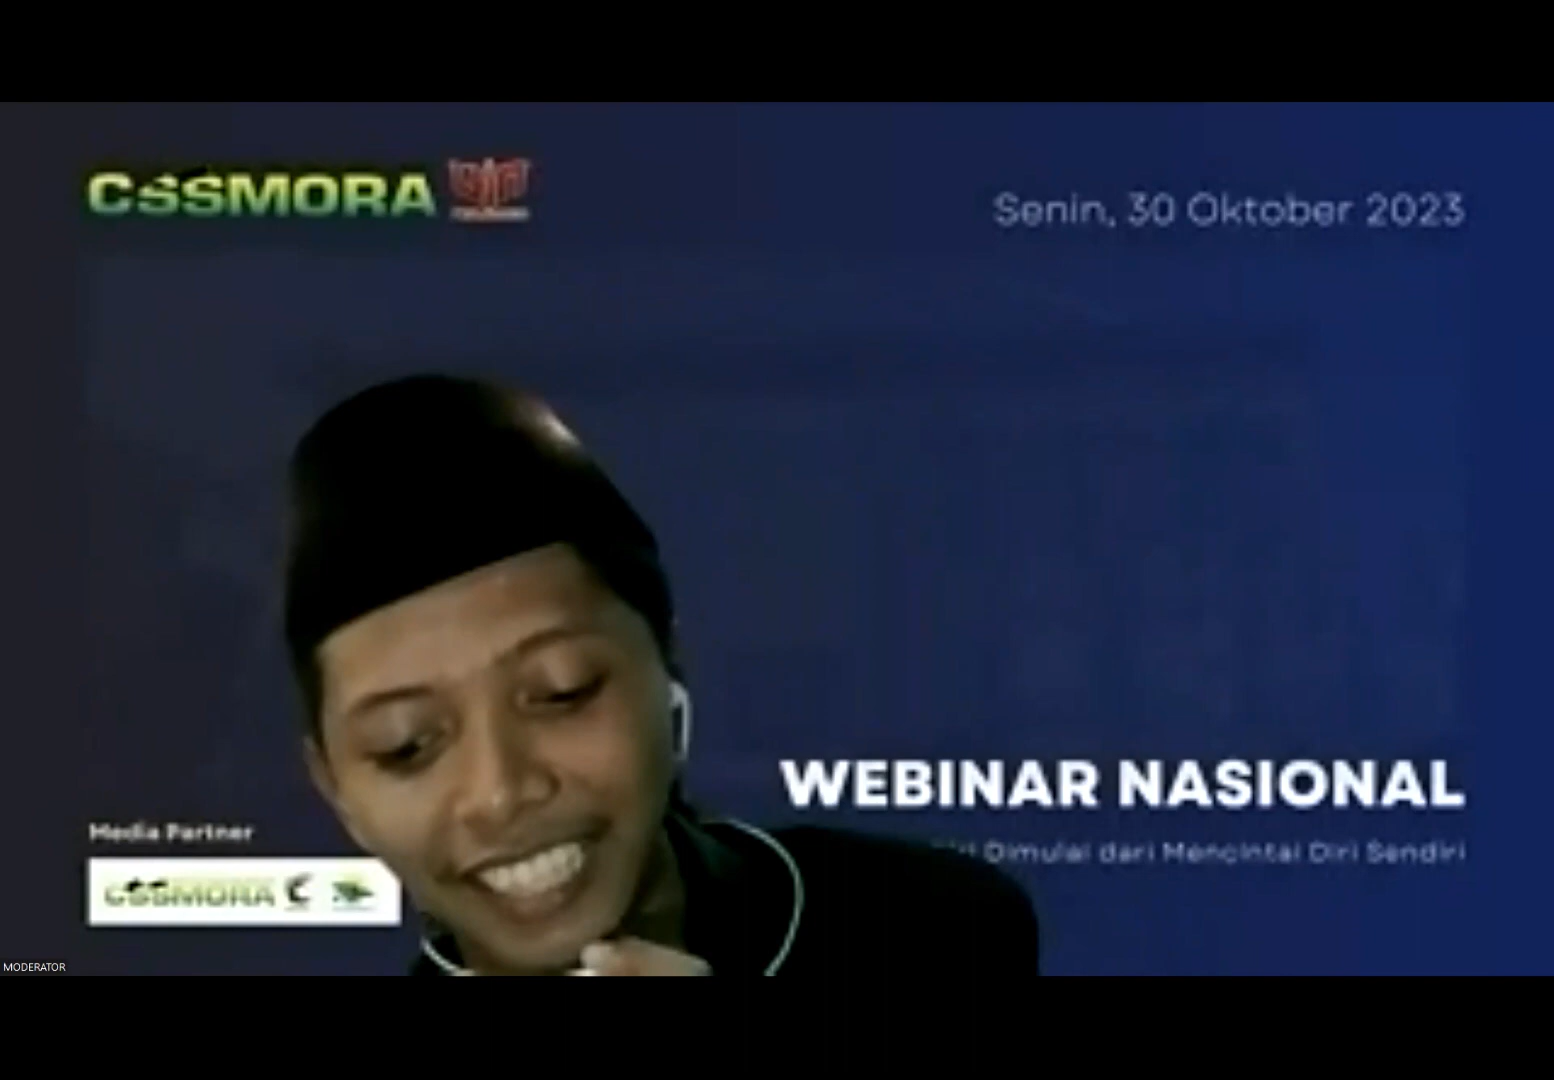 CSSMORA
Senin, 30 Oktober 2023
WEBINAR NASIONAL
Dimulai dari Mencintai Diri Sendiri
Media Partner
CSSMORA
MODERATOR